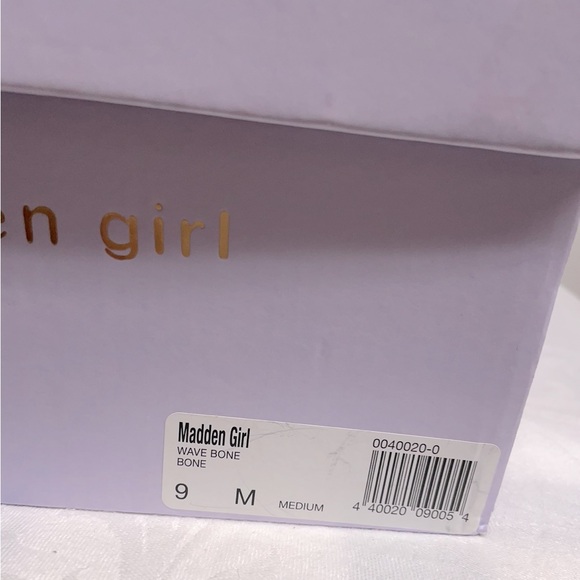 en girl
Madden Girl
WAVE BONE
BONE
9 M MEDIUM
0040020-0
4 40020 09005 4